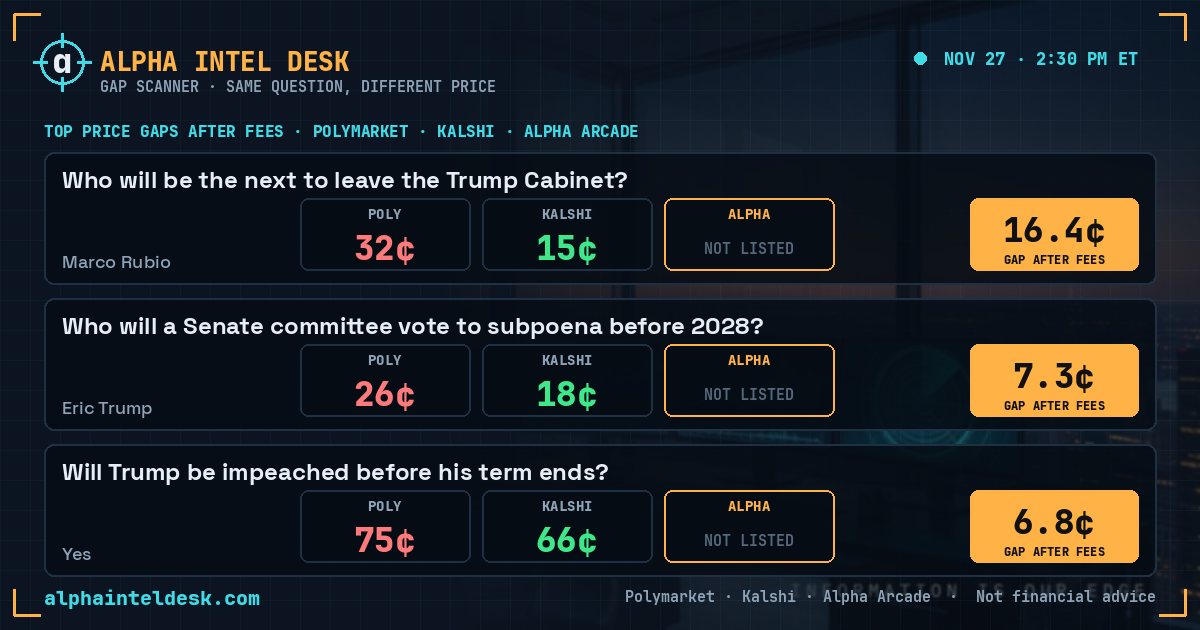 α
ALPHA INTEL DESK
GAP SCANNER · SAME QUESTION, DIFFERENT PRICE
NOV 27 · 2:30 PM ET
TOP PRICE GAPS AFTER FEES · POLYMARKET · KALSHI · ALPHA ARCADE
Who will be the next to leave the Trump Cabinet?
Marco Rubio
POLY
32¢
KALSHI
15¢
ALPHA
NOT LISTED
16.4¢
GAP AFTER FEES
Who will a Senate committee vote to subpoena before 2028?
Eric Trump
POLY
26¢
KALSHI
18¢
ALPHA
NOT LISTED
7.3¢
GAP AFTER FEES
Will Trump be impeached before his term ends?
Yes
POLY
75¢
KALSHI
66¢
ALPHA
NOT LISTED
6.8¢
GAP AFTER FEES
INFORMATION IS OUR EDGE
alphainteldesk.com
Polymarket · Kalshi · Alpha Arcade · Not financial advice